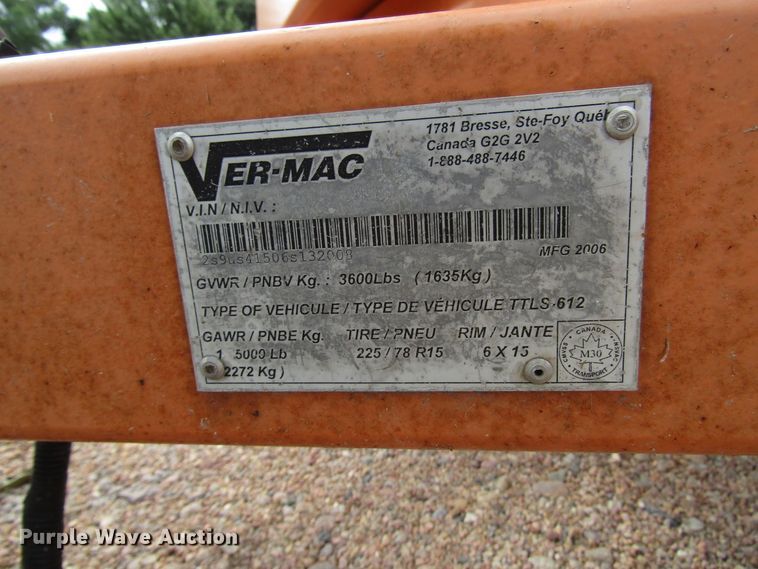 VER-MAC
1781 Bresse, Ste-Foy Qué
Canada G2G 2V2
1-888-488-7446
V.I.N / N.I.V. :
2s9us41506s132008
MFG 2006
GVWR / PNBV Kg. : 3600Lbs (1635Kg)
TYPE OF VEHICULE / TYPE DE VÉHICULE TTLS-612
GAWR / PNBE Kg. TIRE / PNEU RIM / JANTE
1 5000 Lb 225 / 78 R15 6 X 15
2272 Kg )
CANADA
M30
TRANSPORT
Purple Wave Auction